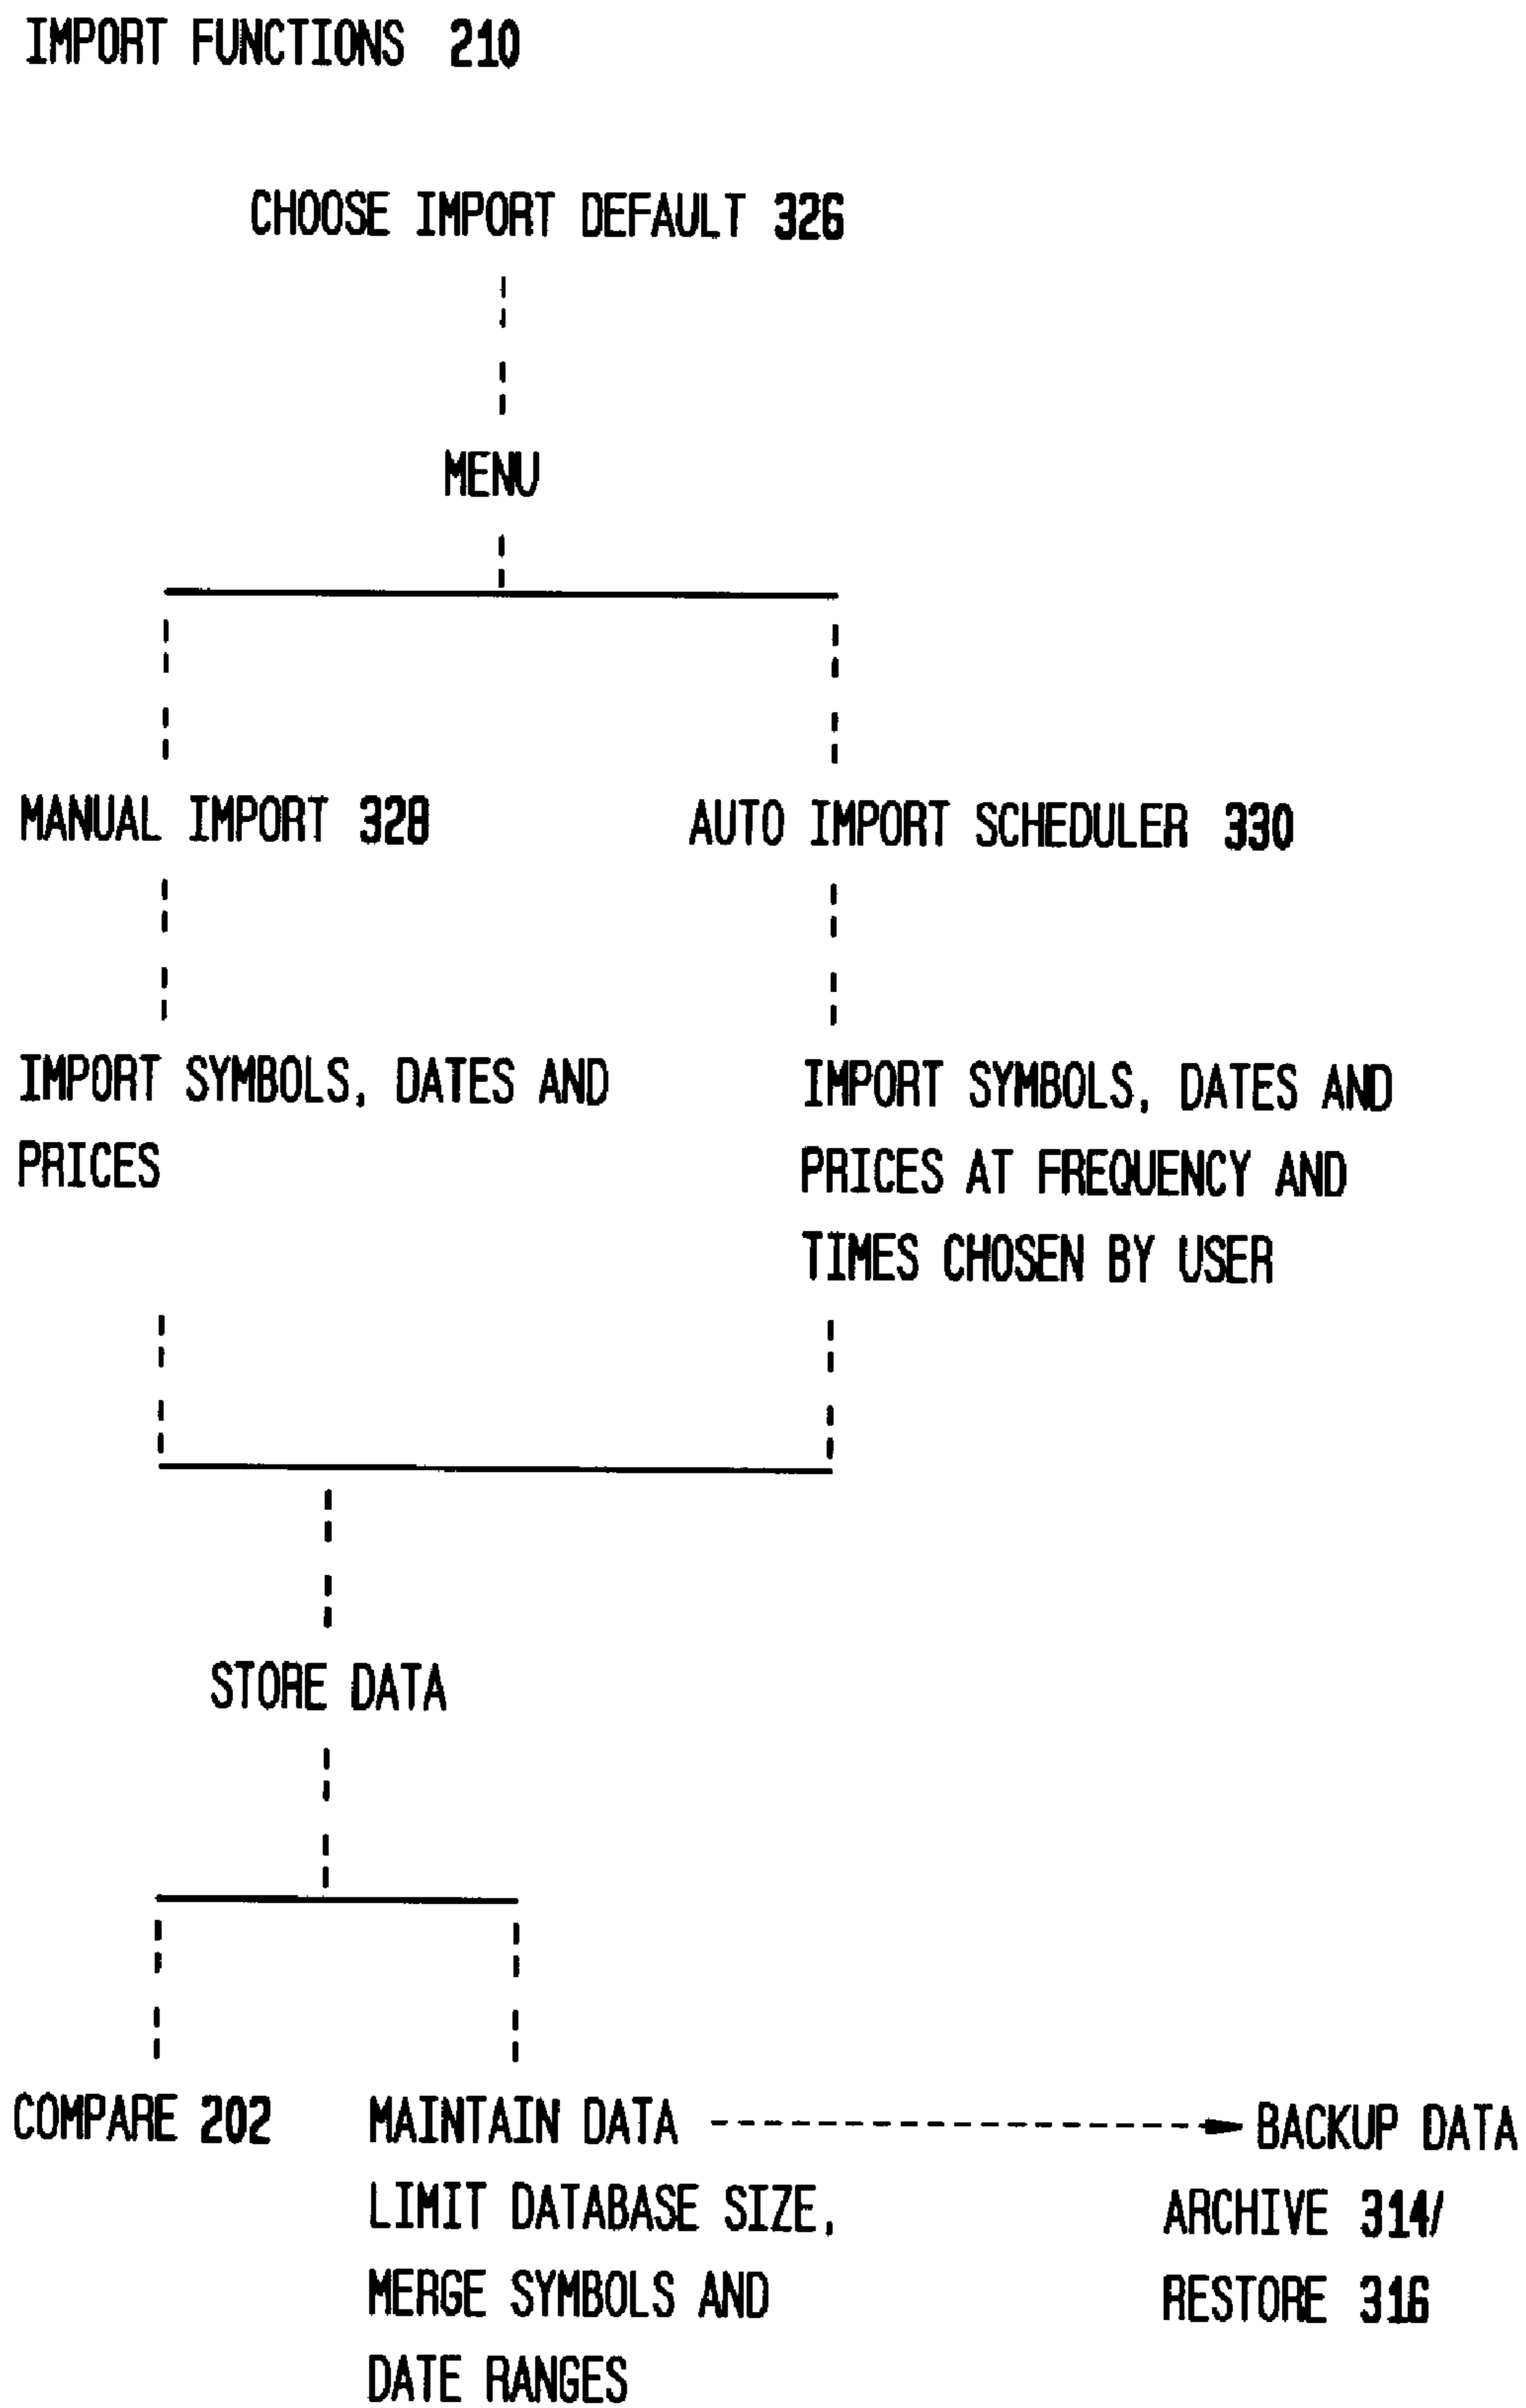 IMPORT FUNCTIONS 210
CHOOSE IMPORT DEFAULT 326
MENU
MANUAL IMPORT 328
AUTO IMPORT SCHEDULER 330
IMPORT SYMBOLS, DATES AND
PRICES
IMPORT SYMBOLS, DATES AND
PRICES AT FREQUENCY AND
TIMES CHOSEN BY USER
STORE DATA
COMPARE 202
MAINTAIN DATA
LIMIT DATABASE SIZE,
MERGE SYMBOLS AND
DATE RANGES
BACKUP DATA
ARCHIVE 314/
RESTORE 316